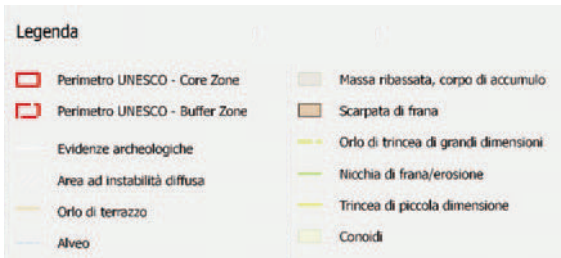 Legenda
Perimetro UNESCO - Core Zone
Perimetro UNESCO - Buffer Zone
Evidenze archeologiche
Area ad instabilità diffusa
Orlo di terrazzo
Alveo
Massa ribassata, corpo di accumulo
Scarpata di frana
Orlo di trincea di grandi dimensioni
Nicchia di frana/erosione
Trincea di piccola dimensione
Conoidi